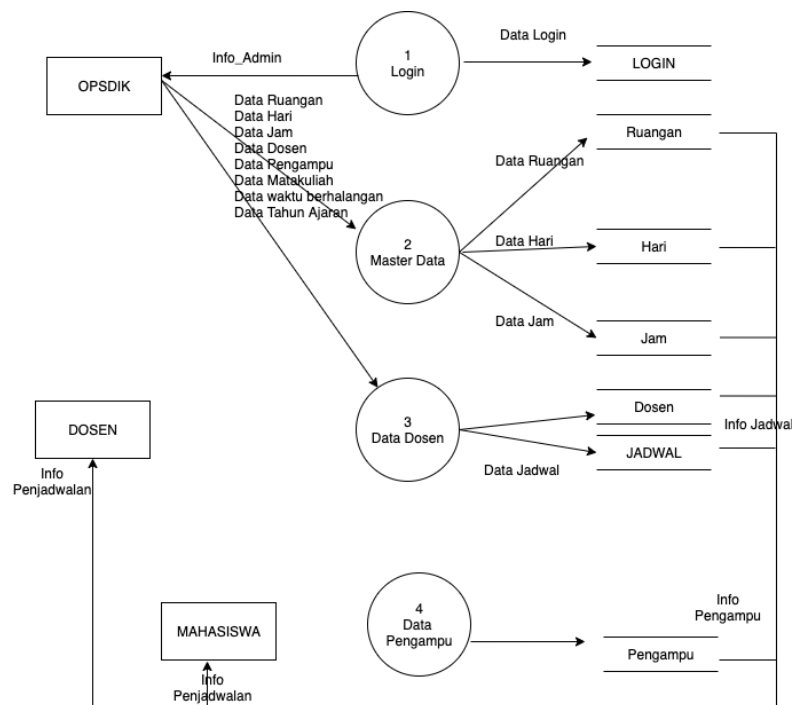 1
Login
Data Login
LOGIN
Info_Admin
OPSDIK
Data Ruangan
Data Hari
Data Jam
Data Dosen
Data Pengampu
Data Matakuliah
Data waktu berhalangan
Data Tahun Ajaran
Ruangan
Data Ruangan
2
Master Data
Data Hari
Hari
Data Jam
Jam
DOSEN
Info
Penjadwalan
3
Data Dosen
Dosen
Info Jadwal
JADWAL
Data Jadwal
4
Data
Pengampu
Info
Pengampu
Pengampu
MAHASISWA
Info
Penjadwalan